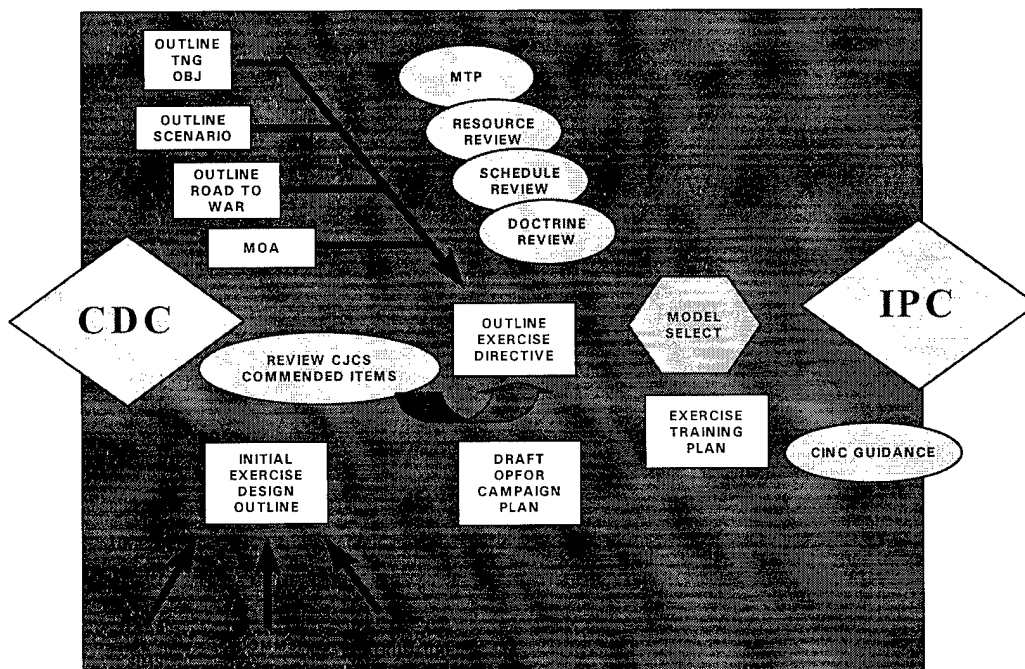 OUTLINE
TNG
OBJ
OUTLINE
SCENARIO
OUTLINE
ROAD TO
WAR
MOA
MTP
RESOURCE
REVIEW
SCHEDULE
REVIEW
DOCTRINE
REVIEW
CDC
REVIEW CJCS
COMMENDED ITEMS
OUTLINE
EXERCISE
DIRECTIVE
MODEL
SELECT
IPC
INITIAL
EXERCISE
DESIGN
OUTLINE
DRAFT
OPFOR
CAMPAIGN
PLAN
EXERCISE
TRAINING
PLAN
CINC GUIDANCE